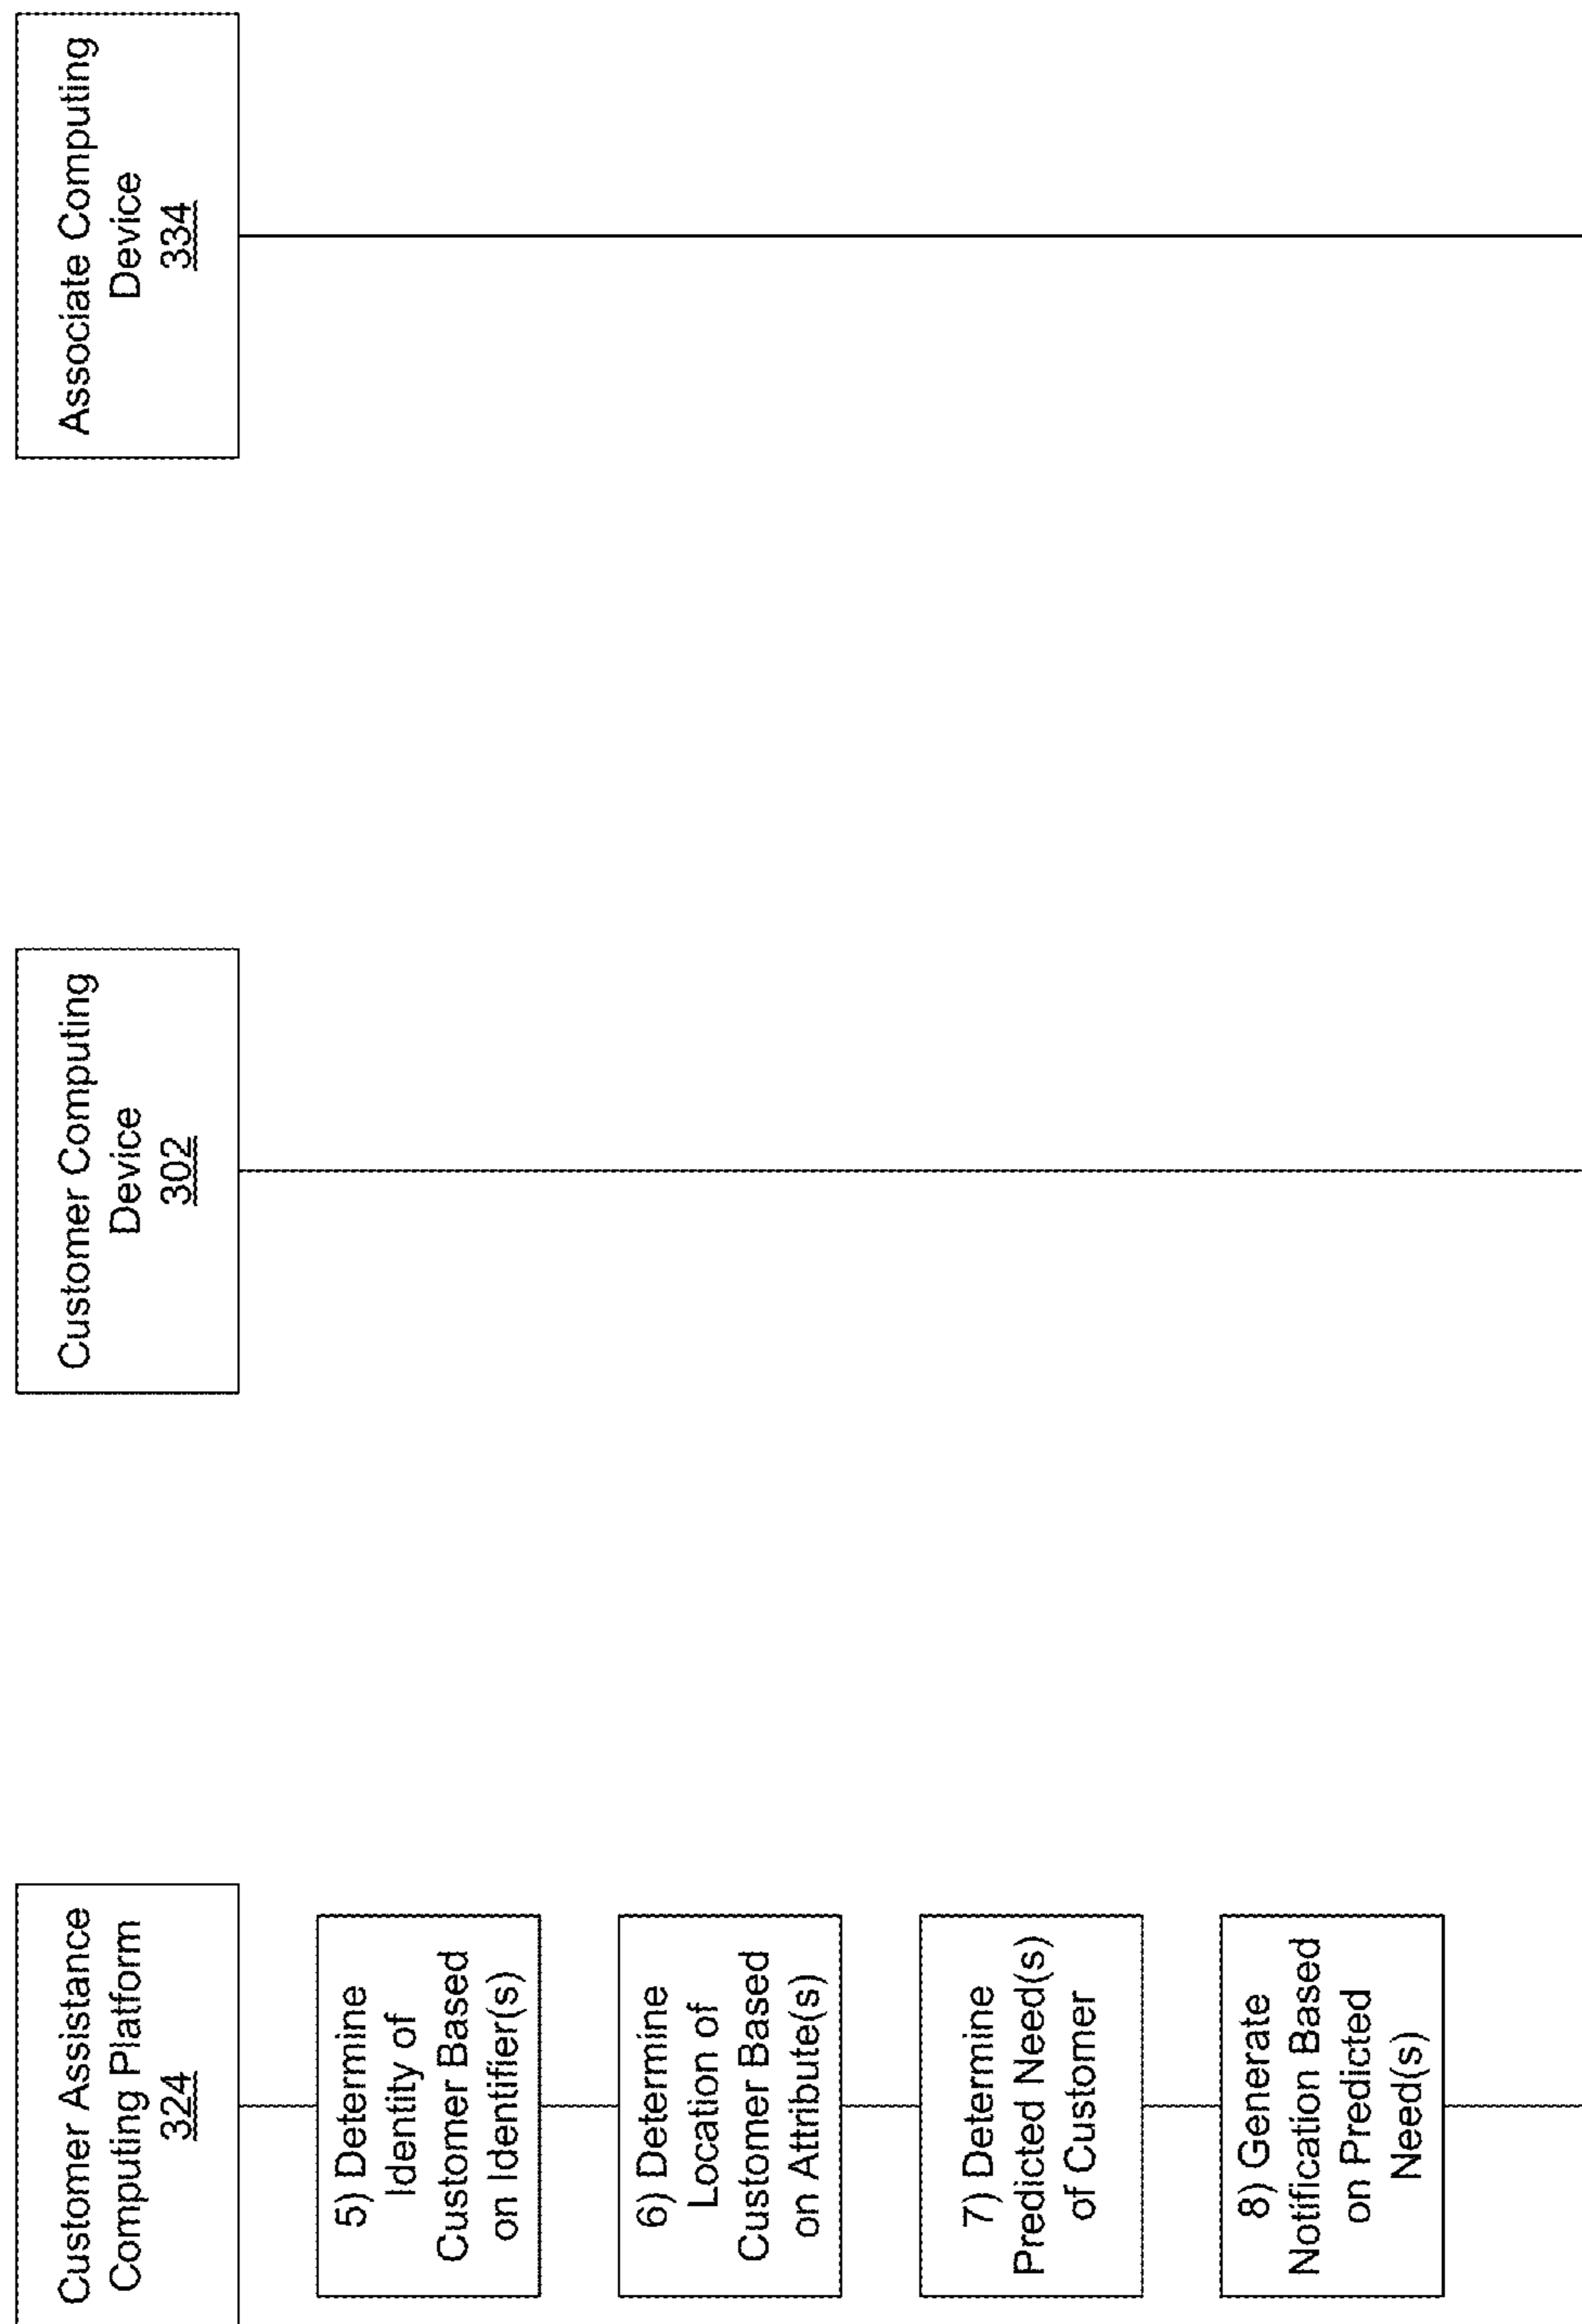 Customer Assistance
Computing Platform
324
Customer Computing
Device
302
Associate Computing
Device
334
5) Determine
Identity of
Customer Based
on Identifier(s)
6) Determine
Location of
Customer Based
on Attribute(s)
7) Determine
Predicted Need(s)
of Customer
8) Generate
Notification Based
on Predicted
Need(s)